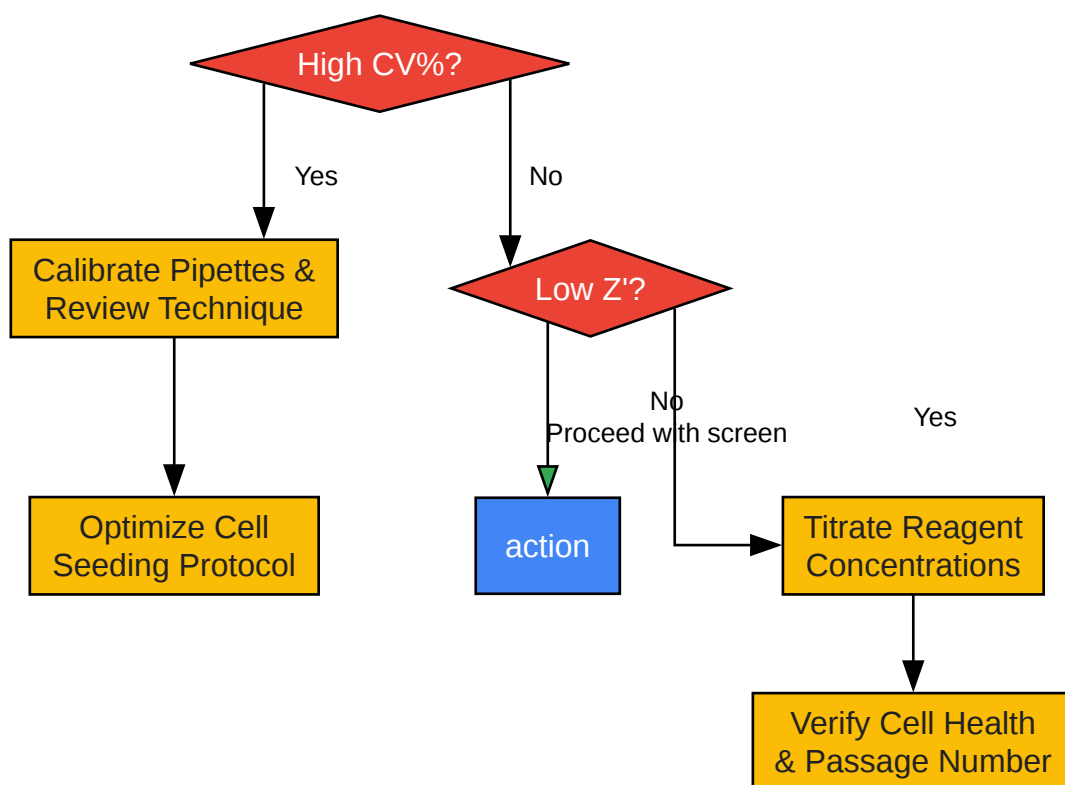 High CV%?
Yes
No
Calibrate Pipettes &
Review Technique
Low Z'?
No
Proceed with screen
Yes
Optimize Cell
Seeding Protocol
action
Titrate Reagent
Concentrations
Verify Cell Health
& Passage Number